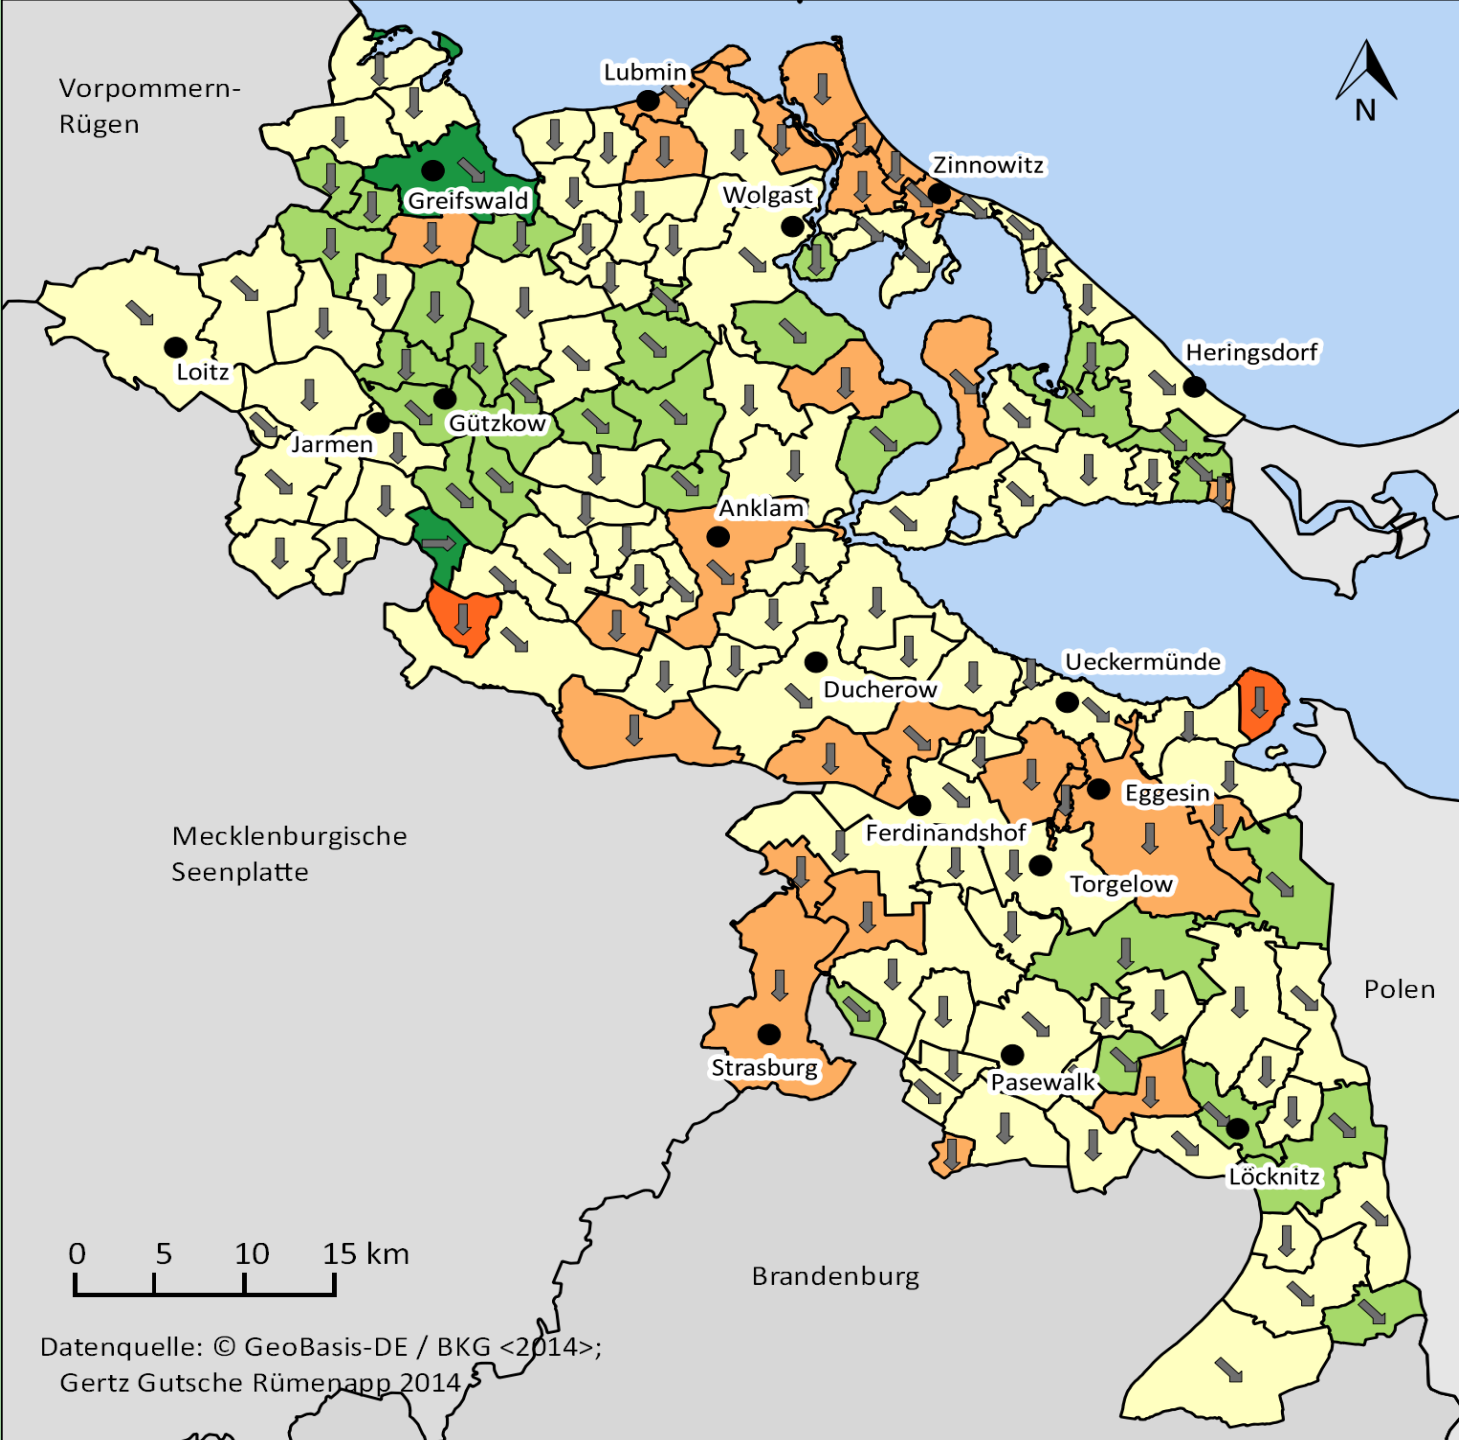 Vorpommern-
Rügen
Lubmin
N
Zinnowitz
Wolgast
Greifswald
Heringsdorf
Loitz
Gützkow
Jarmen
Anklam
Ueckermünde
Ducherow
Eggesin
Ferdinandshof
Mecklenburgische
Seenplatte
Torgelow
Polen
Strasburg
Pasewalk
Löcknitz
0 5 10 15 km
Brandenburg
Datenquelle: © GeoBasis-DE / BKG <2014>;
Gertz Gutsche Rümenapp 2014